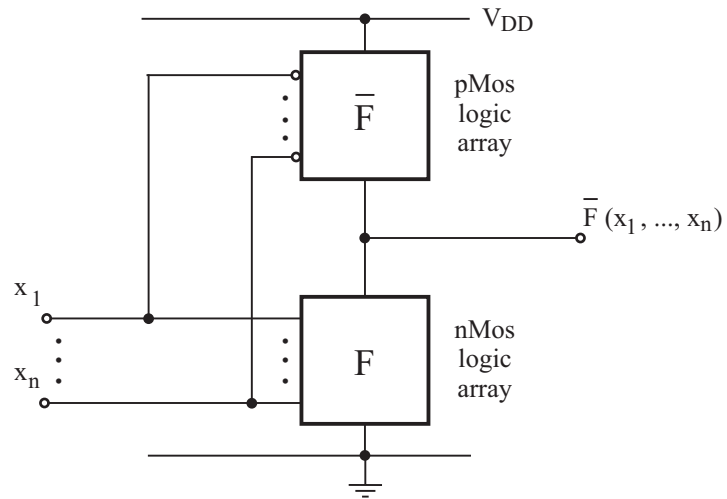 V_DD
F̅
pMos
logic
array
F̅ (x_1 , ..., x_n)
x_1
x_n
F
nMos
logic
array